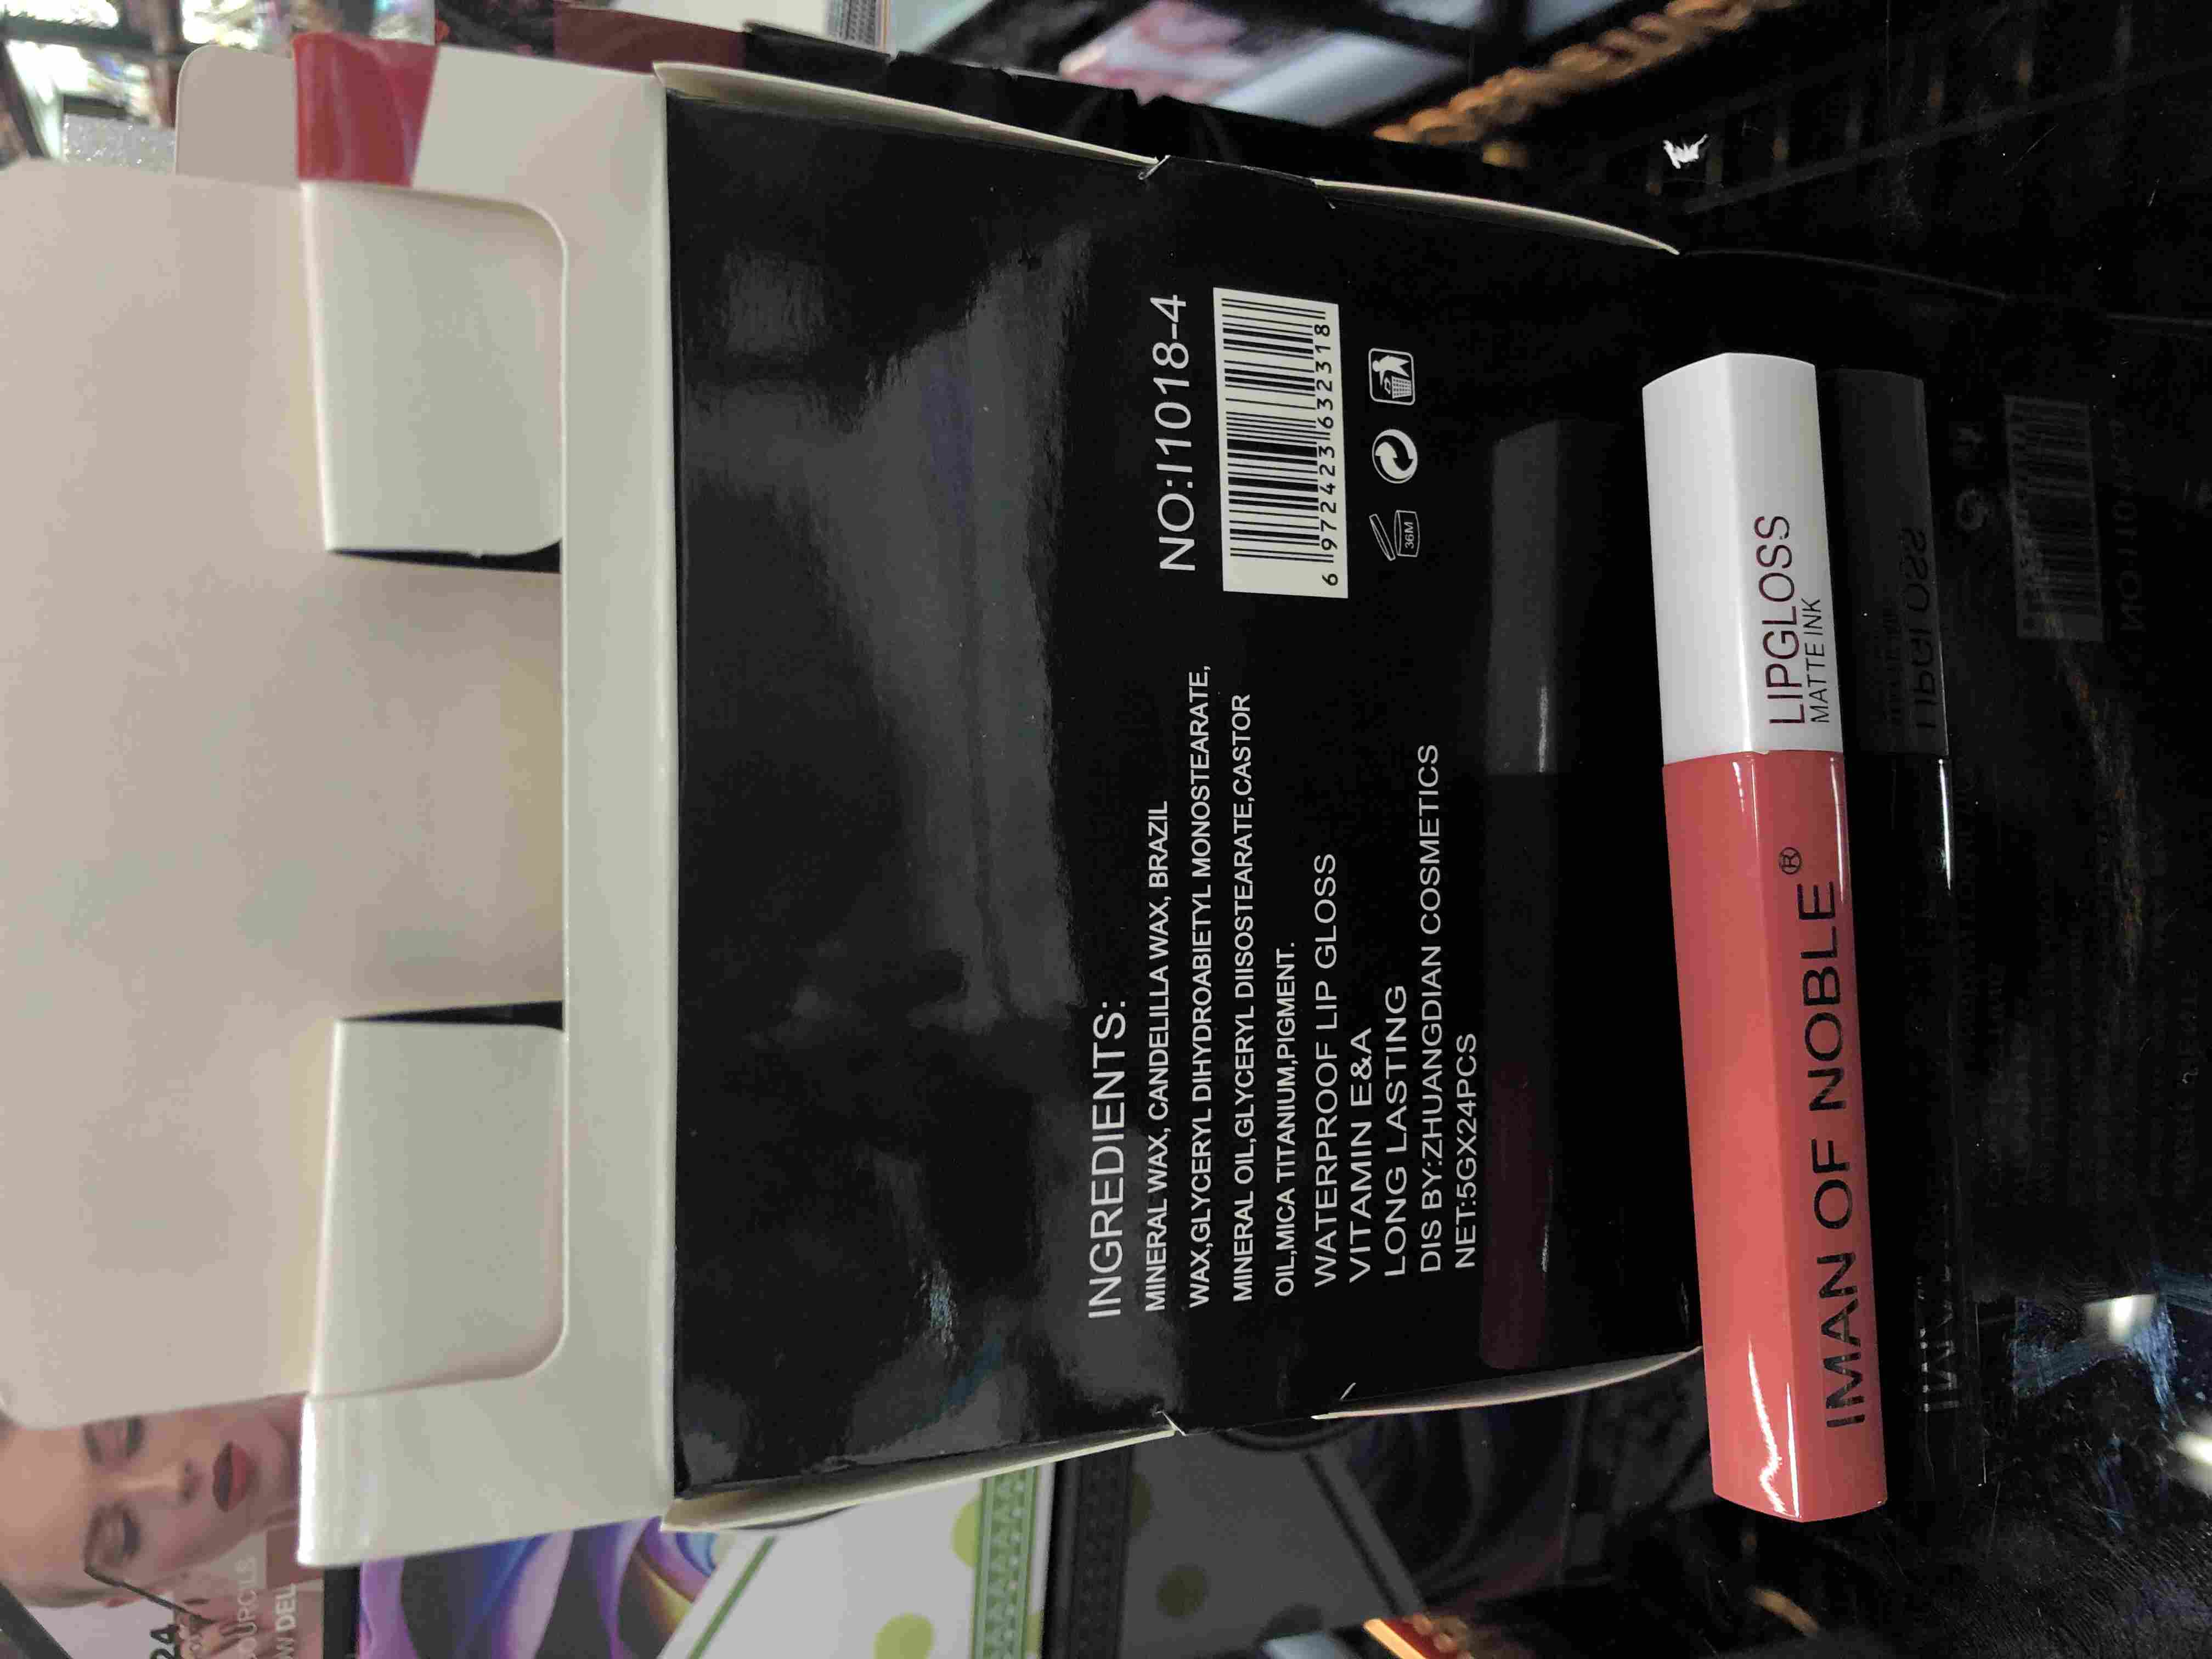 INGREDIENTS:
MINERAL WAX, CANDELILLA WAX, BRAZIL
WAX,GLYCERYL DIHYDROABIETYL MONOSTEARATE,
MINERAL OIL,GLYCERYL DIISOSTEARATE,CASTOR
OIL,MICA TITANIUM,PIGMENT.
WATERPROOF LIP GLOSS
VITAMIN E&A
LONG LASTING
DIS BY:ZHUANGDIAN COSMETICS
NET:5GX24PCS
NO:I1018-4
6 972423 632318
36M
IMAN OF NOBLE®
LIPGLOSS
MATTE INK
24